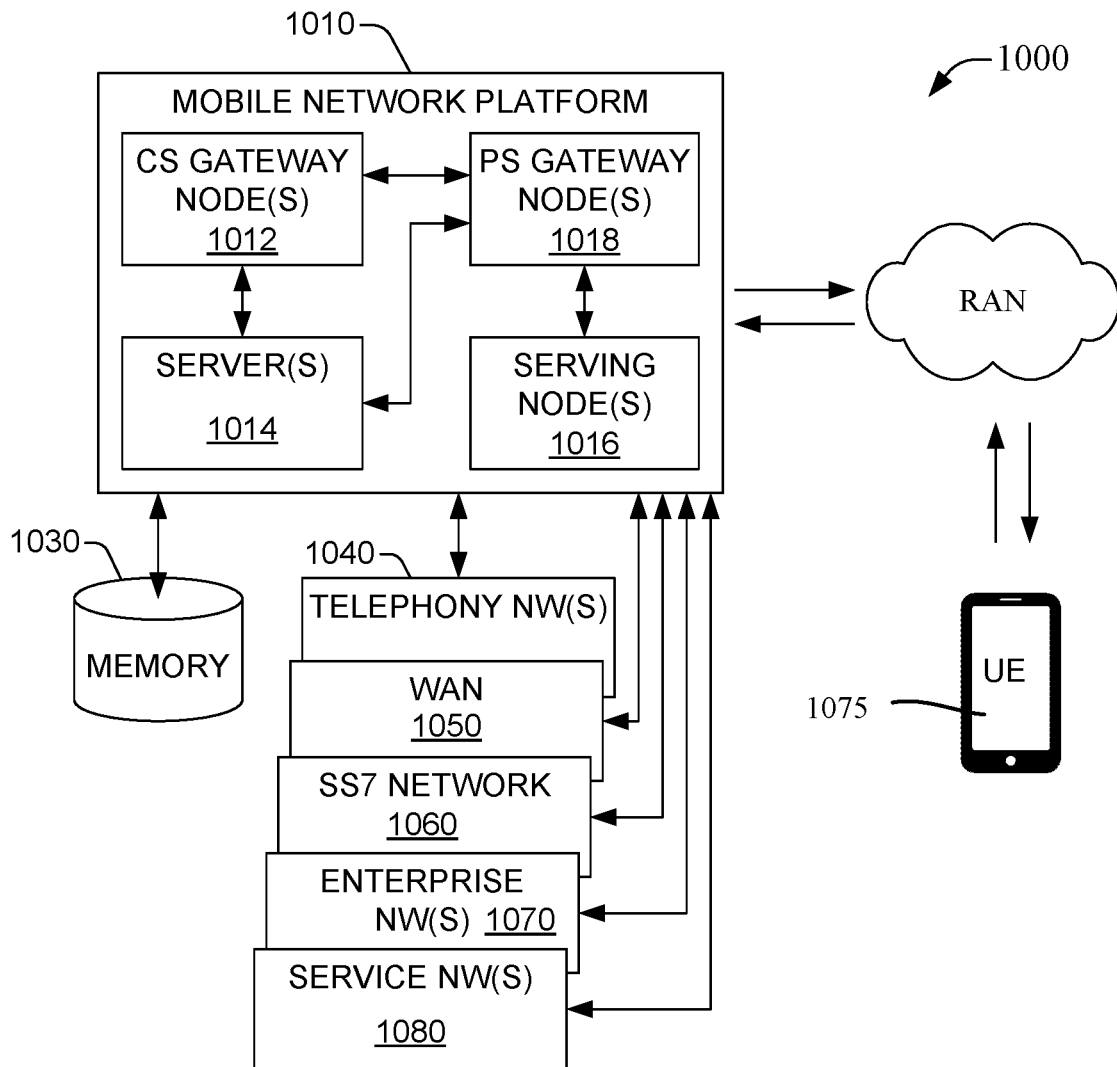 1010
1000
MOBILE NETWORK PLATFORM
CS GATEWAY
NODE(S)
1012
PS GATEWAY
NODE(S)
1018
SERVER(S)
1014
SERVING
NODE(S)
1016
RAN
1030
MEMORY
1040
TELEPHONY NW(S)
WAN
1050
SS7 NETWORK
1060
ENTERPRISE
NW(S) 1070
SERVICE NW(S)
1080
UE
1075